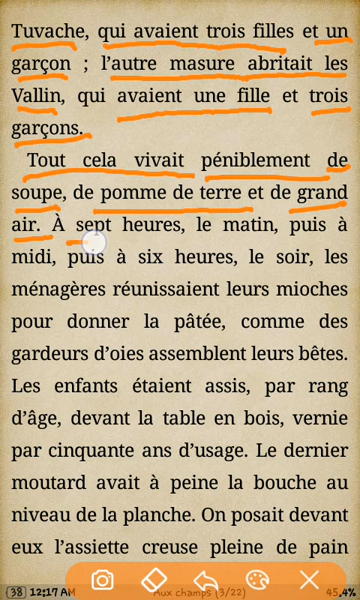 Tuvache, qui avaient trois filles et un
garçon ; l’autre masure abritait les
Vallin, qui avaient une fille et trois
garçons.
Tout cela vivait péniblement de
soupe, de pomme de terre et de grand
air. À sept heures, le matin, puis à
midi, puis à six heures, le soir, les
ménagères réunissaient leurs mioches
pour donner la pâtée, comme des
gardeurs d’oies assemblent leurs bêtes.
Les enfants étaient assis, par rang
d’âge, devant la table en bois, vernie
par cinquante ans d’usage. Le dernier
moutard avait à peine la bouche au
niveau de la planche. On posait devant
eux l’assiette creuse pleine de pain
38 12:17 AM Aux champs (3/22) 45.4%